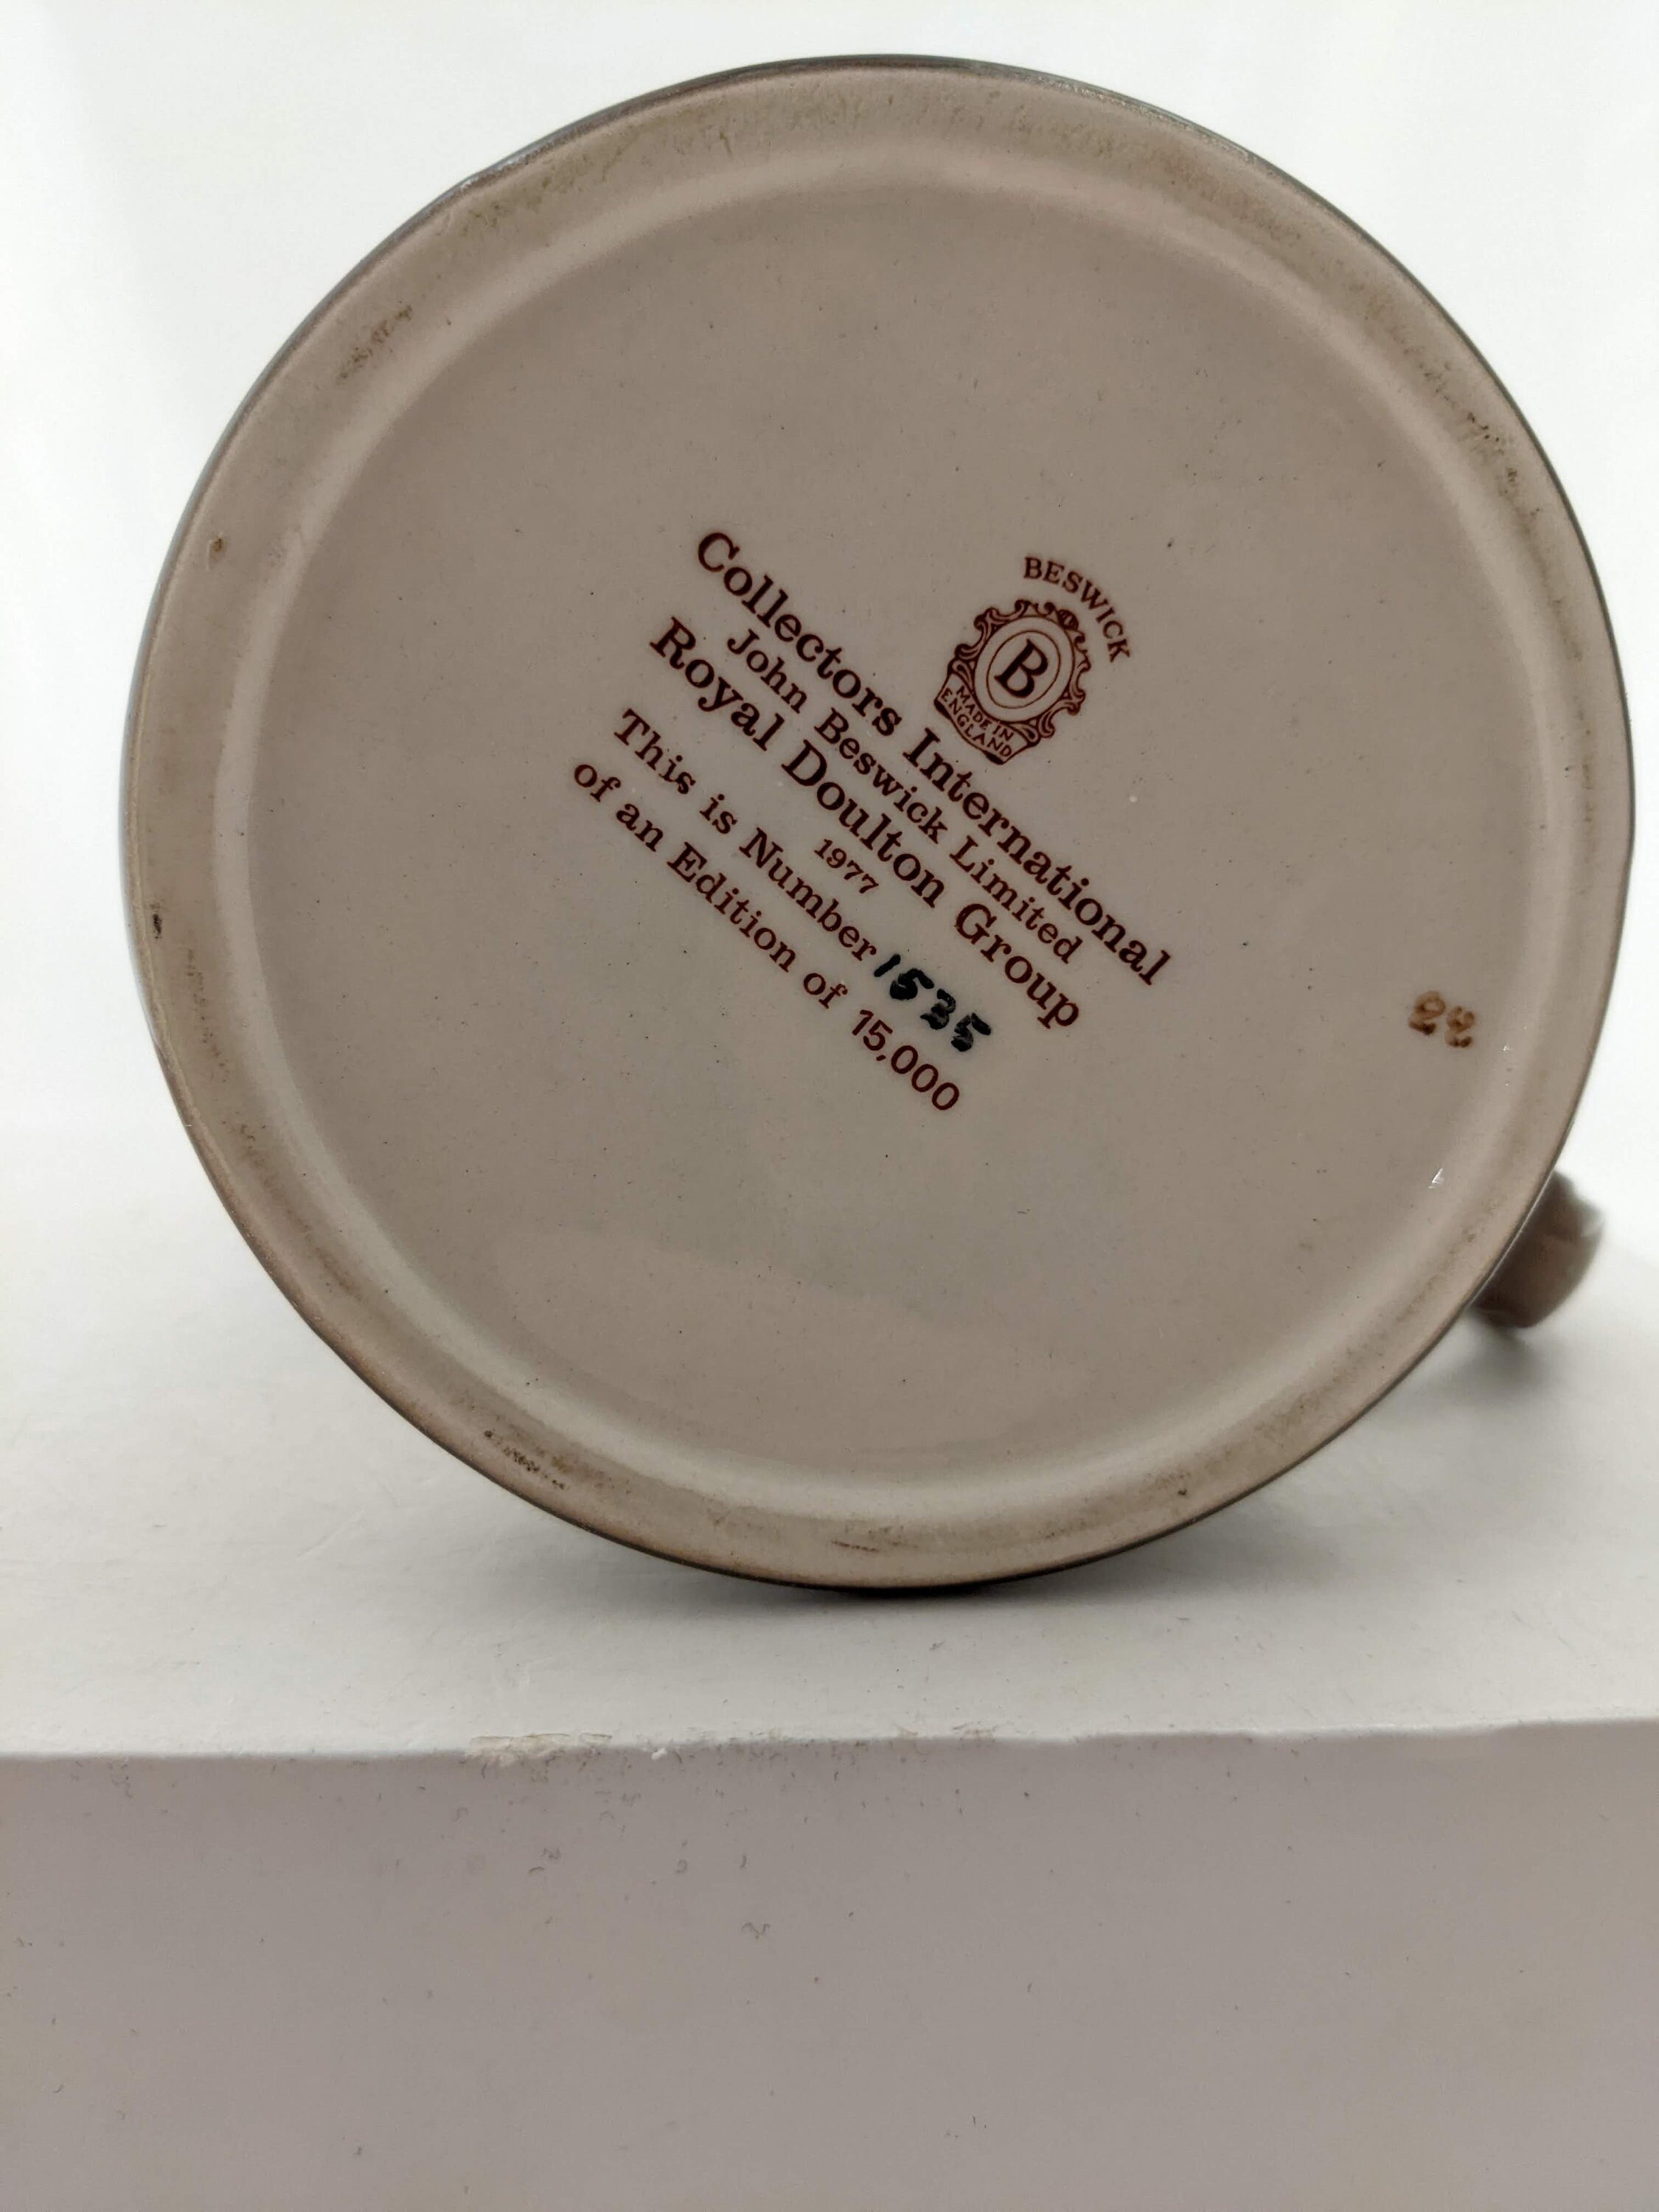 BESWICK
B
MADE IN
ENGLAND
Collectors International
John Beswick Limited
Royal Doulton Group
1977
This is Number 1535
of an Edition of 15,000